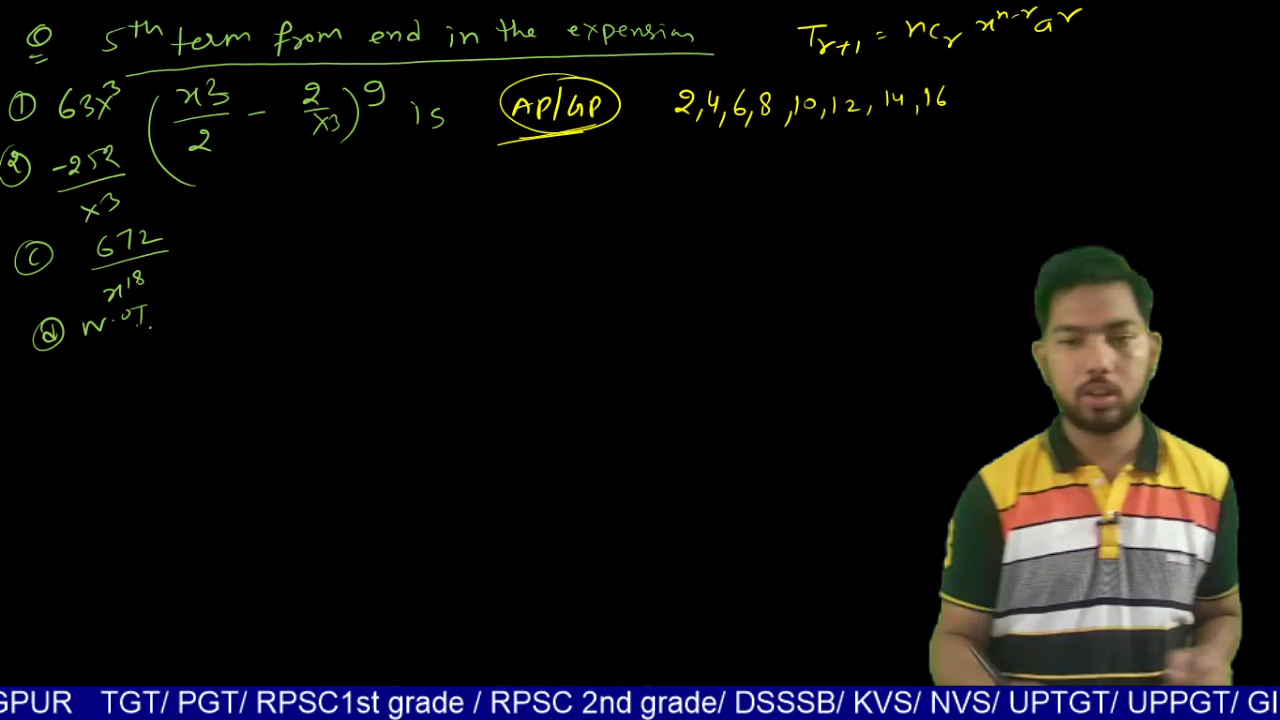 Q 5th term from end in the expension
① 63x³ (x³/2 - 2/x³)⁹ is
② -252/x³
ⓒ 672/x¹⁸
ⓓ N.O.T.
Tr+1 = nCr xⁿ⁻ʳ aʳ
AP/GP 2,4,6,8,10,12,14,16
GPUR TGT/ PGT/ RPSC1st grade / RPSC 2nd grade/ DSSSB/ KVS/ NVS/ UPTGT/ UPPGT/ GI